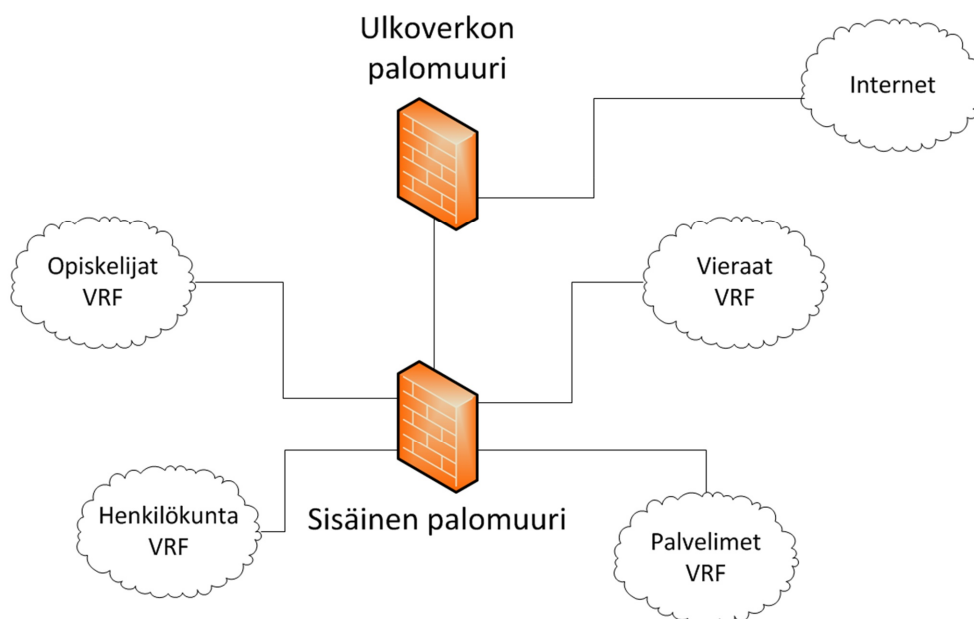 Ulkoverkon
palomuuri
Internet
Opiskelijat
VRF
Vieraat
VRF
Henkilökunta
VRF
Sisäinen palomuuri
Palvelimet
VRF